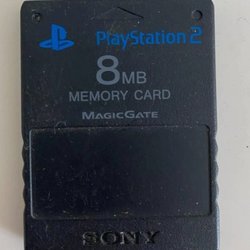 PlayStation 2
8MB
MEMORY CARD
MAGICGATE
SONY